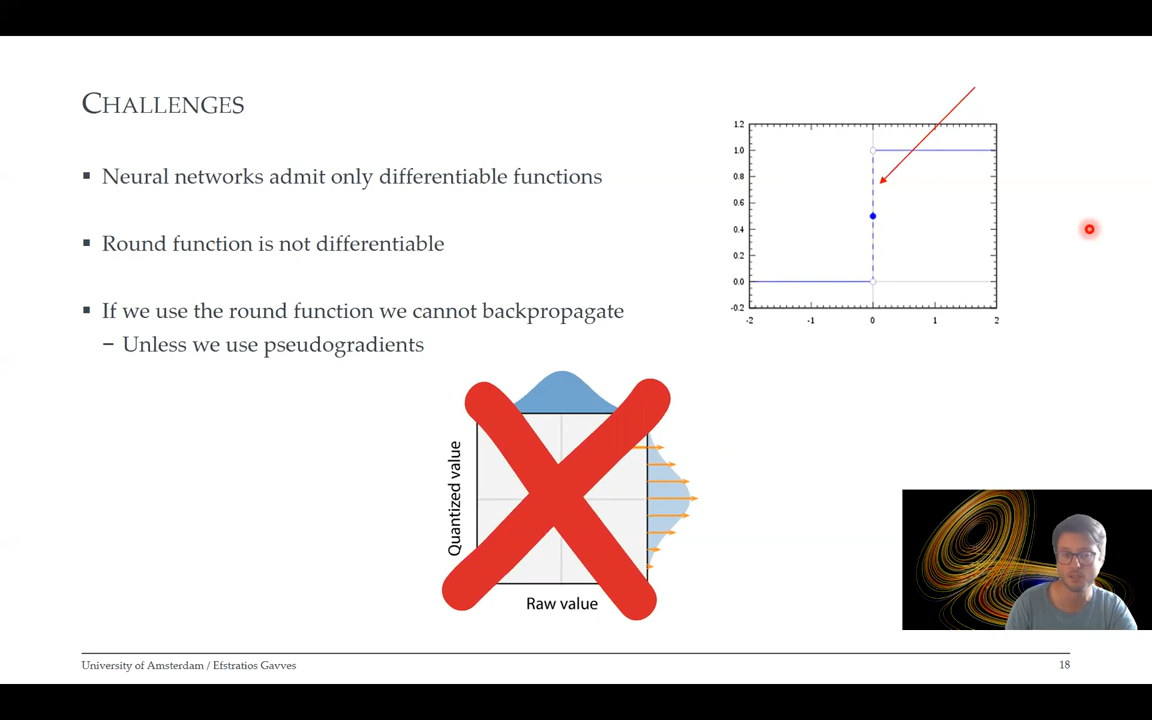 CHALLENGES
▪ Neural networks admit only differentiable functions
▪ Round function is not differentiable
▪ If we use the round function we cannot backpropagate
− Unless we use pseudogradients
1.2
1.0
0.8
0.6
0.4
0.2
0.0
-0.2
-2 -1 0 1 2
Quantized value
Raw value
University of Amsterdam / Efstratios Gavves
18